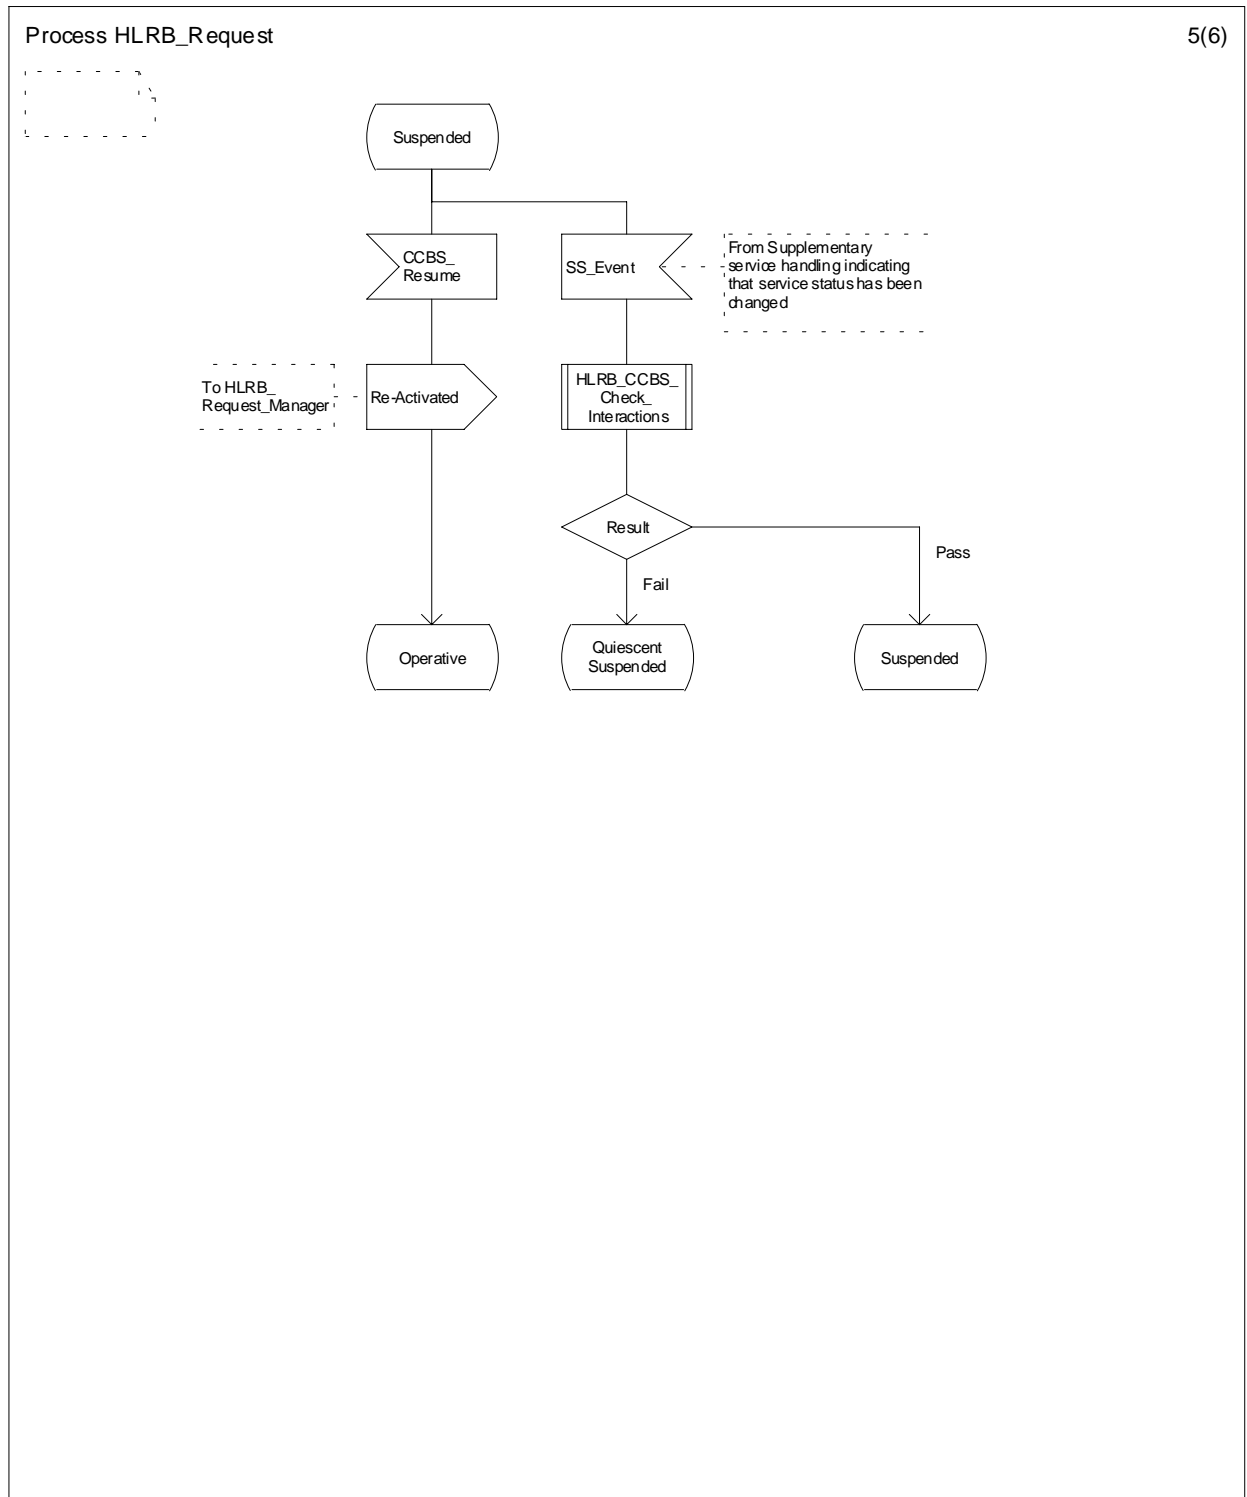 Process HLRB_Request
5(6)
Suspended
CCBS_
Resume
SS_Event
From Supplementary
service handling indicating
that service status has been
changed
To HLRB_
Request_Manager
Re-Activated
HLRB_CCBS_
Check_
Interactions
Result
Pass
Fail
Operative
Quiescent
Suspended
Suspended